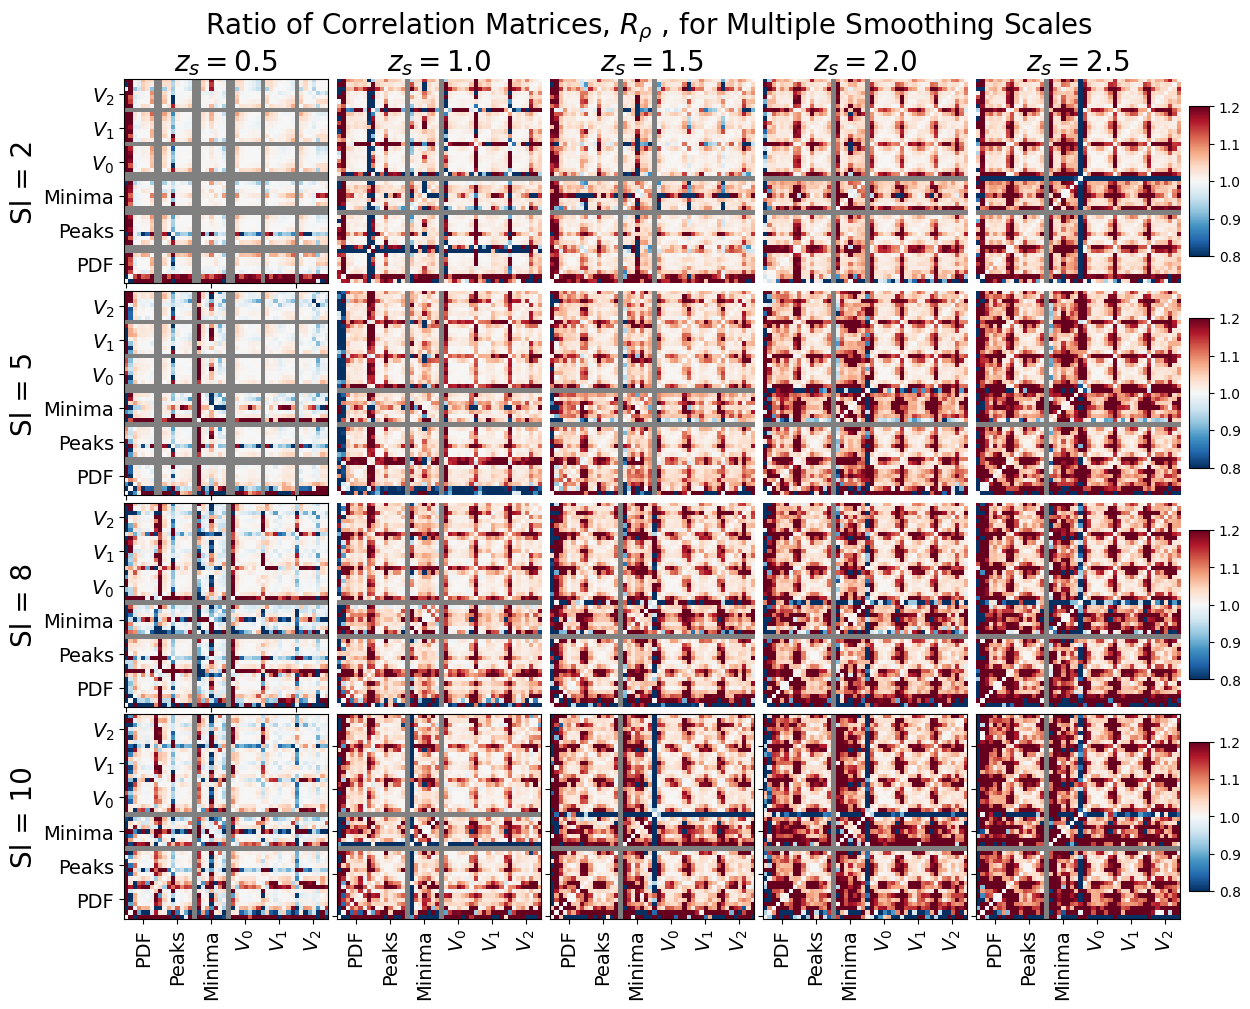 Ratio of Correlation Matrices, $R_\rho$ , for Multiple Smoothing Scales
$z_s = 0.5$ $z_s = 1.0$ $z_s = 1.5$ $z_s = 2.0$ $z_s = 2.5$
SI = 2
$V_2$
$V_1$
$V_0$
Minima
Peaks
PDF
1.2
1.1
1.0
0.9
0.8
SI = 5
$V_2$
$V_1$
$V_0$
Minima
Peaks
PDF
1.2
1.1
1.0
0.9
0.8
SI = 8
$V_2$
$V_1$
$V_0$
Minima
Peaks
PDF
1.2
1.1
1.0
0.9
0.8
SI = 10
$V_2$
$V_1$
$V_0$
Minima
Peaks
PDF
1.2
1.1
1.0
0.9
0.8
PDF Peaks Minima $V_0$ $V_1$ $V_2$ PDF Peaks Minima $V_0$ $V_1$ $V_2$ PDF Peaks Minima $V_0$ $V_1$ $V_2$ PDF Peaks Minima $V_0$ $V_1$ $V_2$ PDF Peaks Minima $V_0$ $V_1$ $V_2$